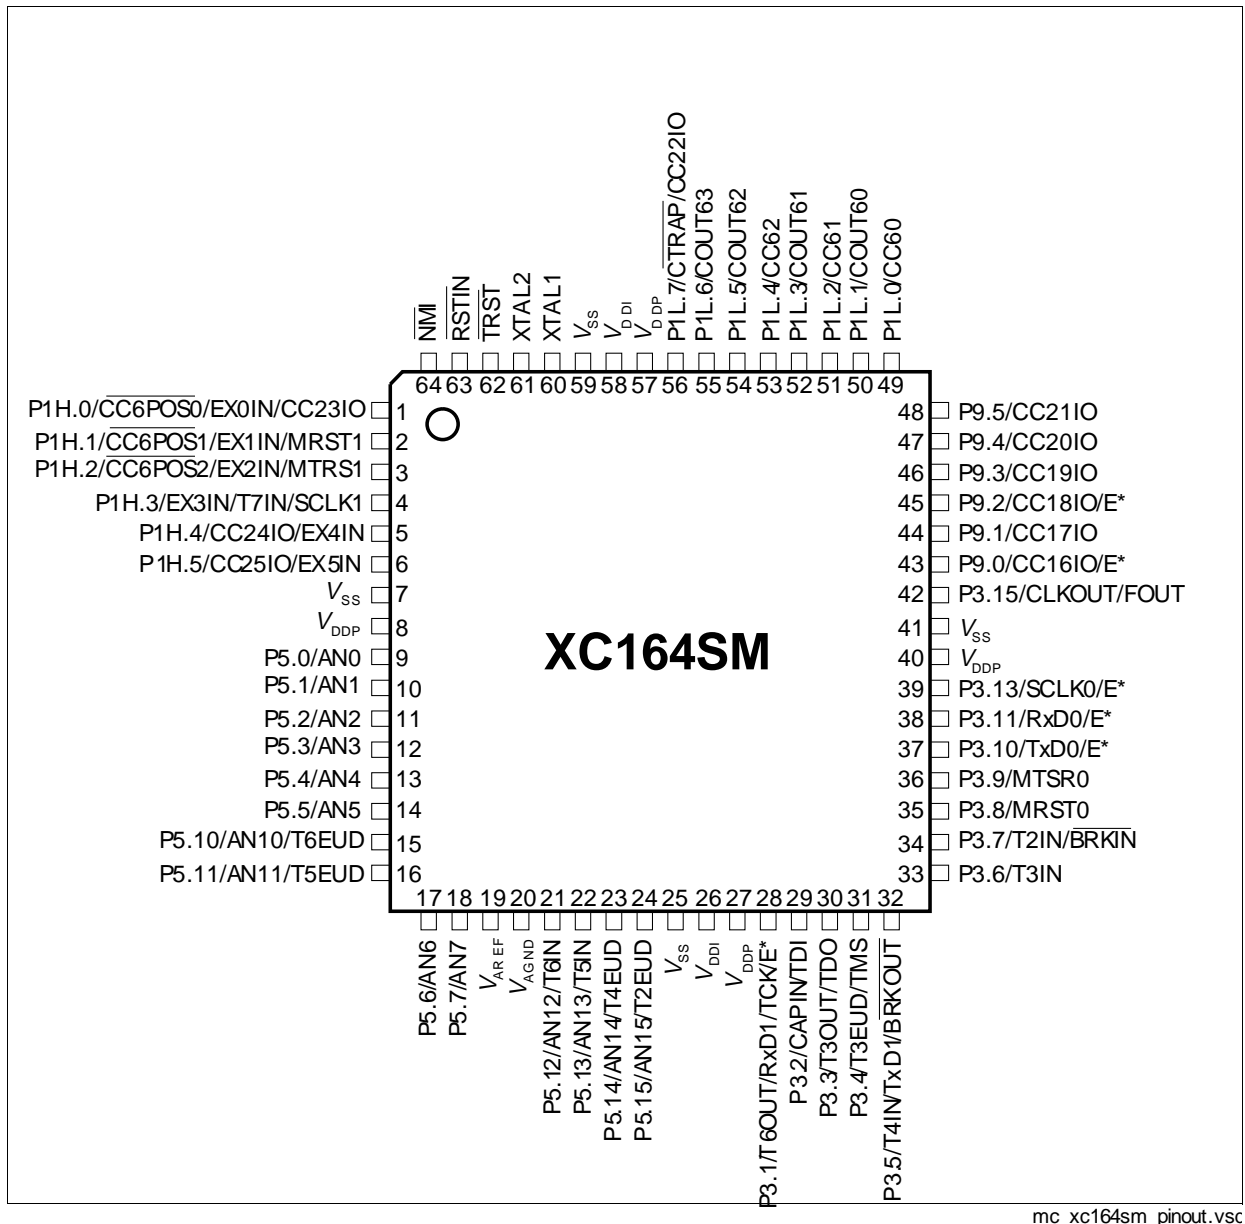 NMI
RSTIN
TRST
XTAL2
XTAL1
VSS
VDDI
VDDP
P1L.7/CTRAP/CC22IO
P1L.6/COUT63
P1L.5/COUT62
P1L.4/CC62
P1L.3/COUT61
P1L.2/CC61
P1L.1/COUT60
P1L.0/CC60
64 63 62 61 60 59 58 57 56 55 54 53 52 51 50 49
P1H.0/CC6POS0/EX0IN/CC23IO 1
P1H.1/CC6POS1/EX1IN/MRST1 2
P1H.2/CC6POS2/EX2IN/MTRS1 3
P1H.3/EX3IN/T7IN/SCLK1 4
P1H.4/CC24IO/EX4IN 5
P1H.5/CC25IO/EX5IN 6
VSS 7
VDDP 8
P5.0/AN0 9
P5.1/AN1 10
P5.2/AN2 11
P5.3/AN3 12
P5.4/AN4 13
P5.5/AN5 14
P5.10/AN10/T6EUD 15
P5.11/AN11/T5EUD 16
XC164SM
48 P9.5/CC21IO
47 P9.4/CC20IO
46 P9.3/CC19IO
45 P9.2/CC18IO/E*
44 P9.1/CC17IO
43 P9.0/CC16IO/E*
42 P3.15/CLKOUT/FOUT
41 VSS
40 VDDP
39 P3.13/SCLK0/E*
38 P3.11/RxD0/E*
37 P3.10/TxD0/E*
36 P3.9/MTSR0
35 P3.8/MRST0
34 P3.7/T2IN/BRKIN
33 P3.6/T3IN
17 18 19 20 21 22 23 24 25 26 27 28 29 30 31 32
P5.6/AN6
P5.7/AN7
VAREF
VAGND
P5.12/AN12/T6IN
P5.13/AN13/T5IN
P5.14/AN14/T4EUD
P5.15/AN15/T2EUD
VSS
VDDI
VDDP
P3.1/T6OUT/RxD1/TCK/E*
P3.2/CAPIN/TDI
P3.3/T3OUT/TDO
P3.4/T3EUD/TMS
P3.5/T4IN/TxD1/BRKOUT
mc_xc164sm_pinout.vsd